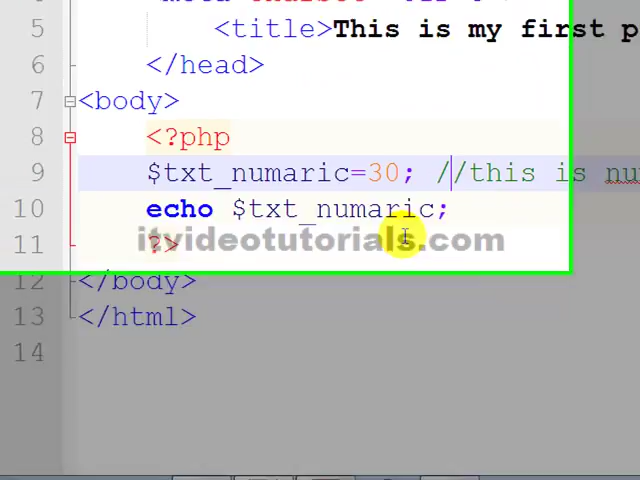 5 <title>This is my first p
6 </head>
7 <body>
8 <?php
9 $txt_numaric=30; //this is nu
10 echo $txt_numaric;
11 ?>
itvideotutorials.com
12 </body>
13 </html>
14